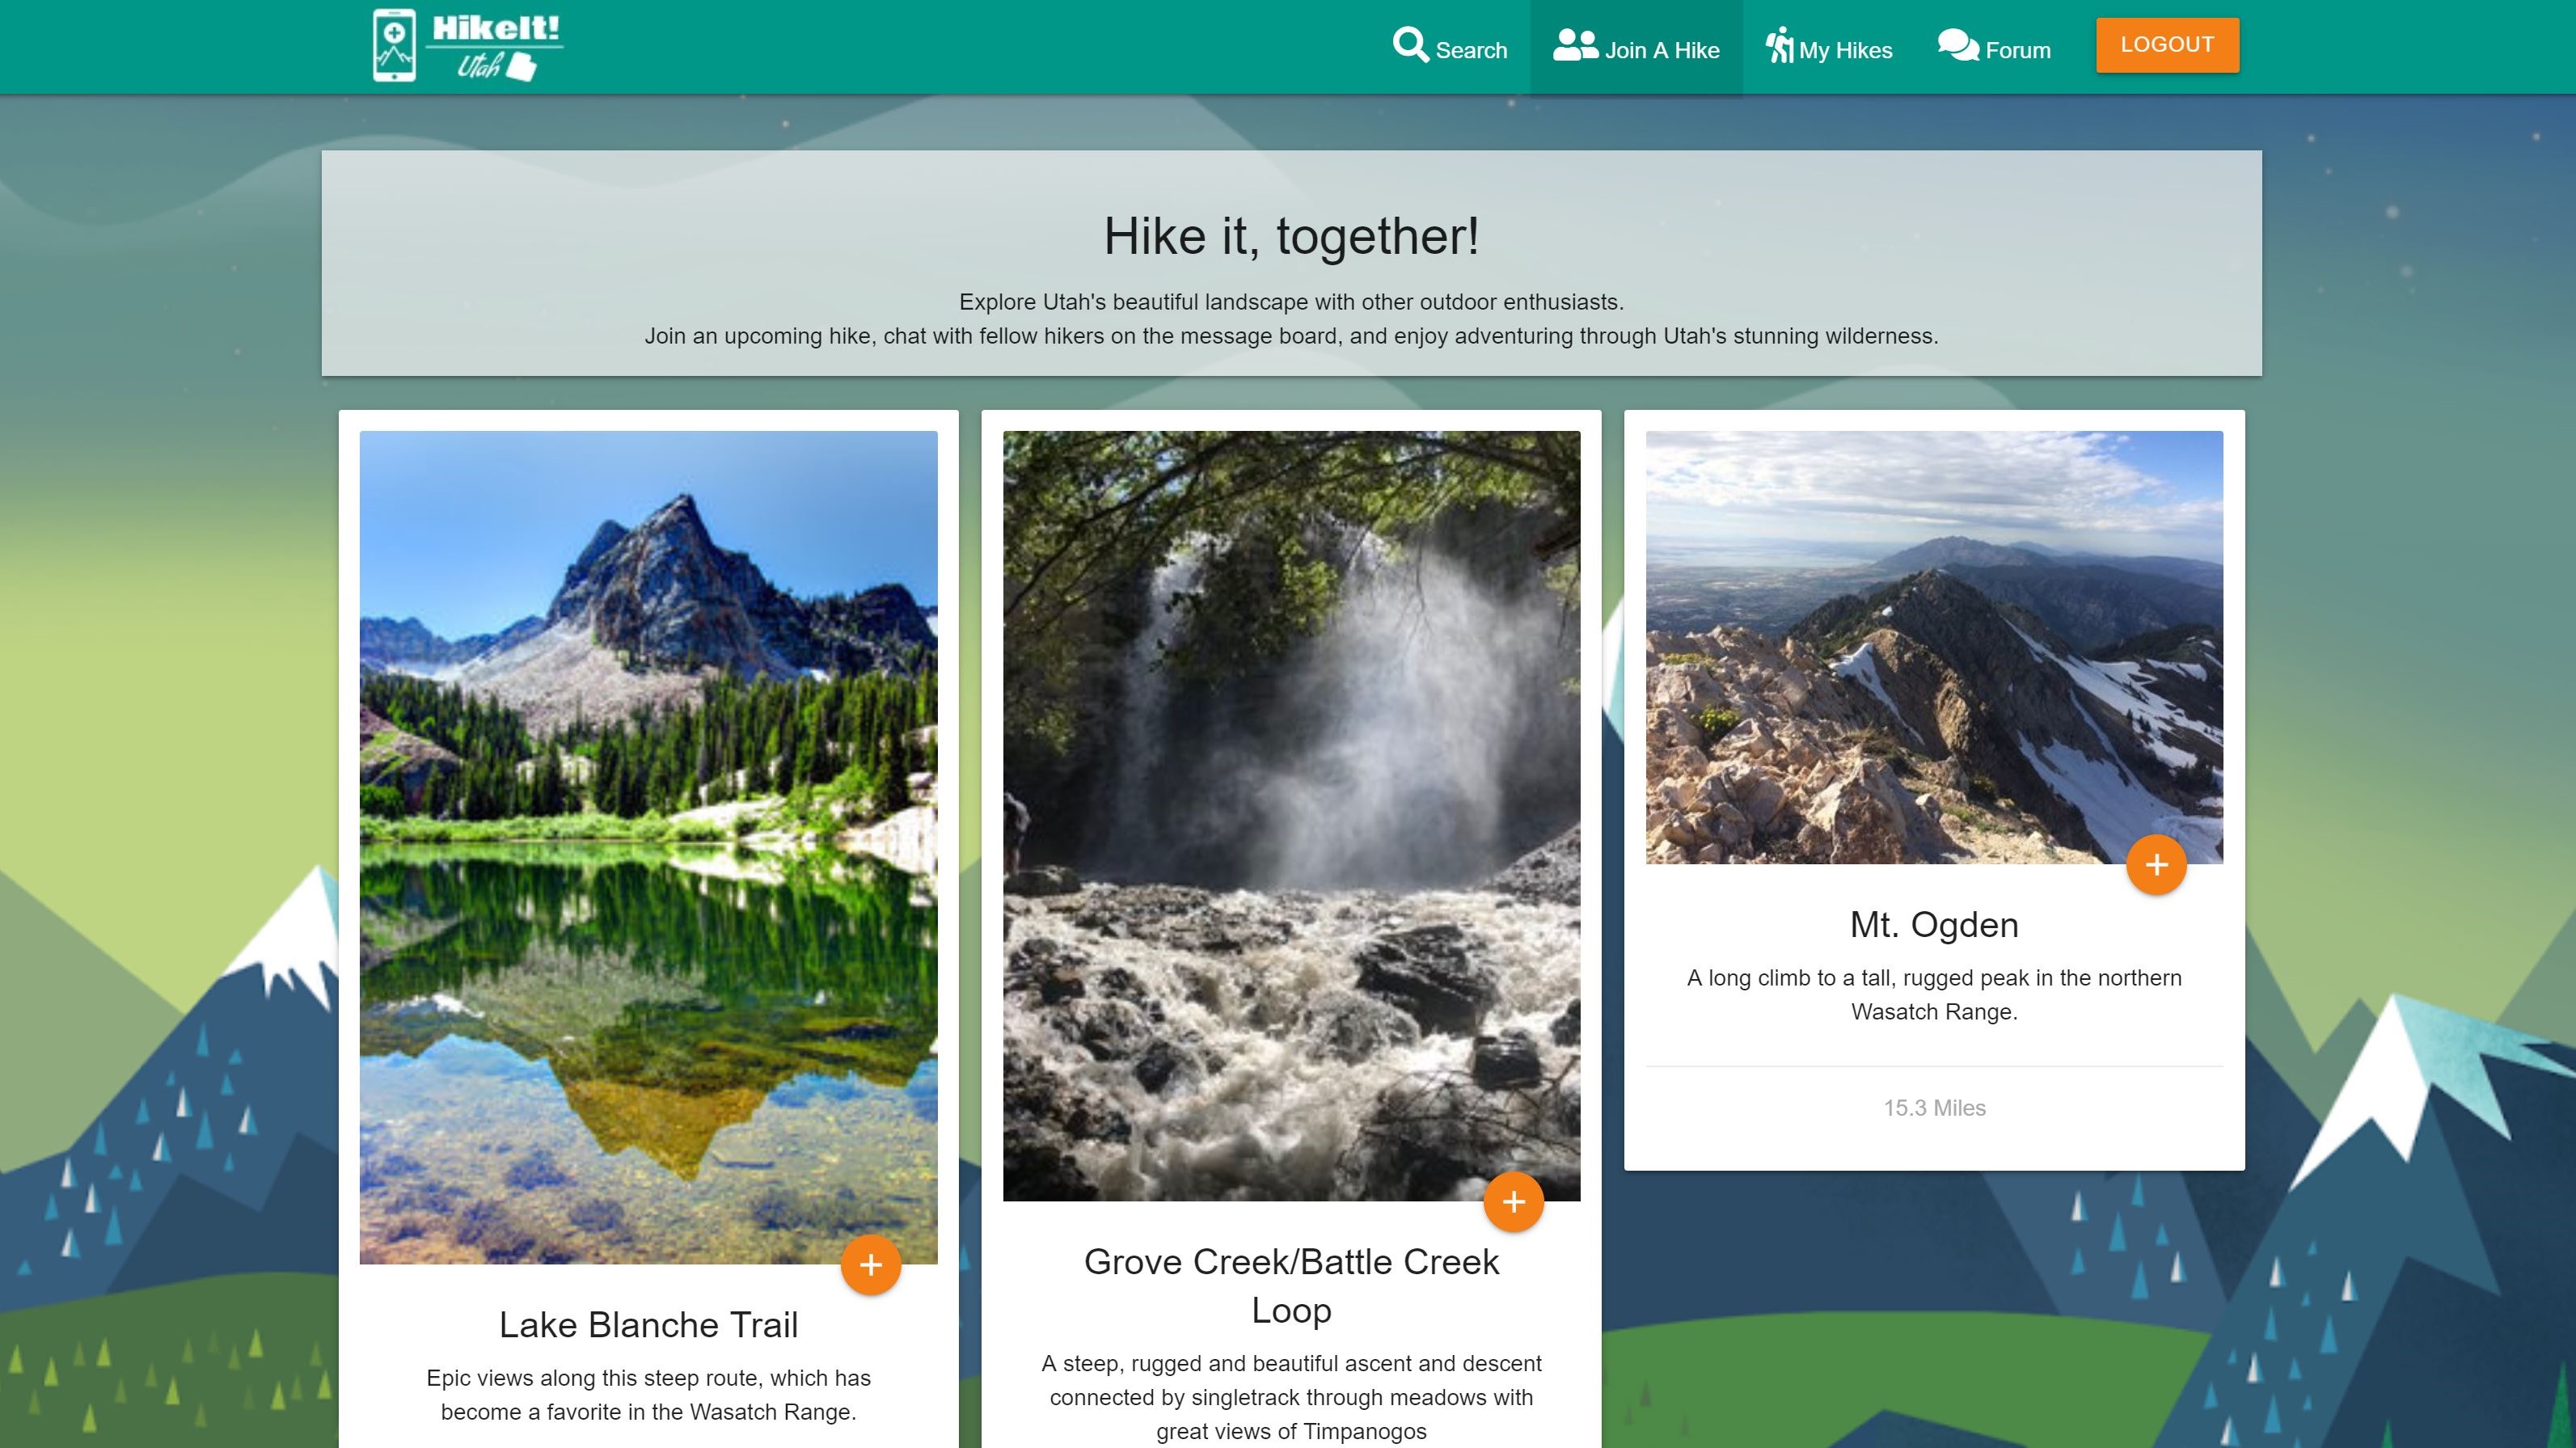 HikeIt!
Utah
Search
Join A Hike
My Hikes
Forum
LOGOUT
Hike it, together!
Explore Utah's beautiful landscape with other outdoor enthusiasts.
Join an upcoming hike, chat with fellow hikers on the message board, and enjoy adventuring through Utah's stunning wilderness.
Lake Blanche Trail
Epic views along this steep route, which has
become a favorite in the Wasatch Range.
Grove Creek/Battle Creek
Loop
A steep, rugged and beautiful ascent and descent
connected by singletrack through meadows with
great views of Timpanogos
Mt. Ogden
A long climb to a tall, rugged peak in the northern
Wasatch Range.
15.3 Miles